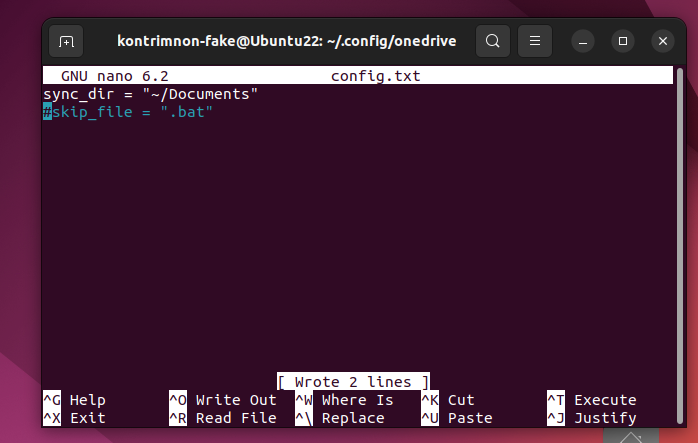 kontrimnon-fake@Ubuntu22: ~/.config/onedrive
GNU nano 6.2 config.txt
sync_dir = "~/Documents"
#skip_file = ".bat"
[ Wrote 2 lines ]
^G Help ^O Write Out ^W Where Is ^K Cut ^T Execute
^X Exit ^R Read File ^\ Replace ^U Paste ^J Justify